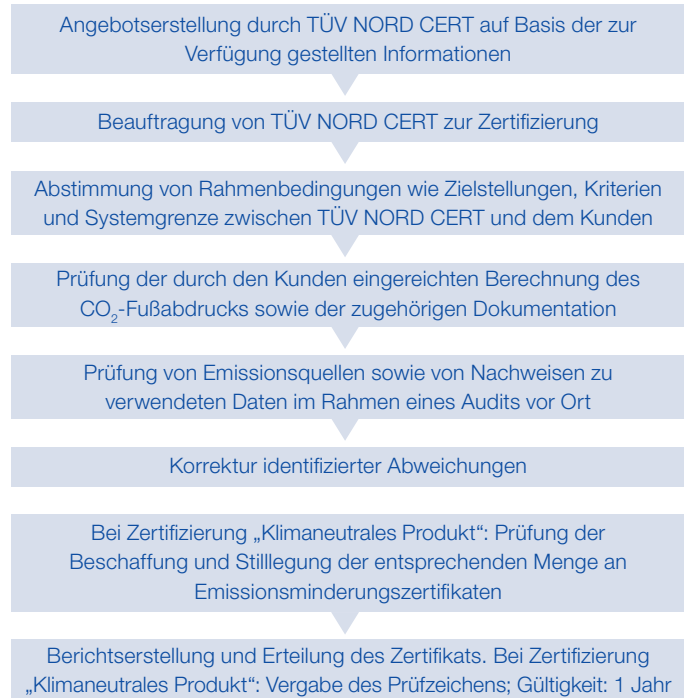 Angebotserstellung durch TÜV NORD CERT auf Basis der zur
Verfügung gestellten Informationen
Beauftragung von TÜV NORD CERT zur Zertifizierung
Abstimmung von Rahmenbedingungen wie Zielstellungen, Kriterien
und Systemgrenze zwischen TÜV NORD CERT und dem Kunden
Prüfung der durch den Kunden eingereichten Berechnung des
CO₂-Fußabdrucks sowie der zugehörigen Dokumentation
Prüfung von Emissionsquellen sowie von Nachweisen zu
verwendeten Daten im Rahmen eines Audits vor Ort
Korrektur identifizierter Abweichungen
Bei Zertifizierung „Klimaneutrales Produkt“: Prüfung der
Beschaffung und Stilllegung der entsprechenden Menge an
Emissionsminderungszertifikaten
Berichtserstellung und Erteilung des Zertifikats. Bei Zertifizierung
„Klimaneutrales Produkt“: Vergabe des Prüfzeichens; Gültigkeit: 1 Jahr